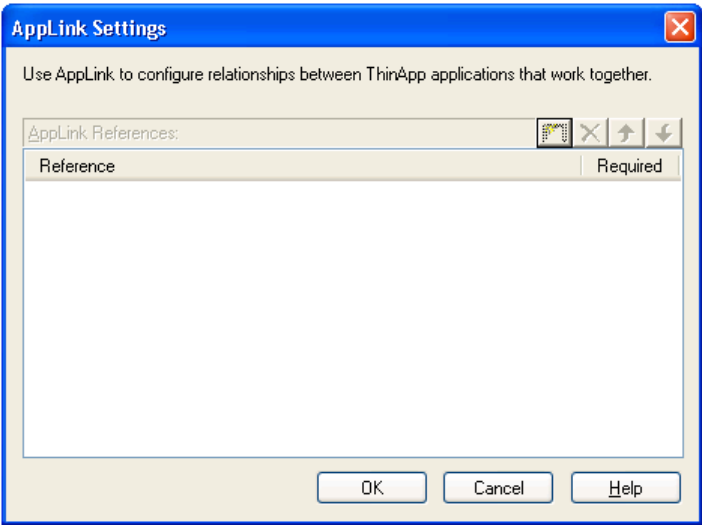 AppLink Settings
Use AppLink to configure relationships between ThinApp applications that work together.
AppLink References:
Reference Required
OK Cancel Help